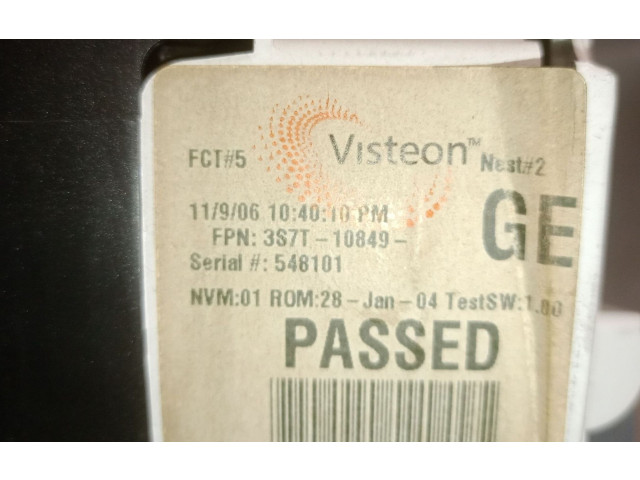 Visteon™
FCT#5 Nest#2
11/9/06 10:40:10 PM
GE
FPN: 3S7T-10849-
Serial #: 548101
NVM:01 ROM:28-Jan-04 TestSW:1.00
PASSED